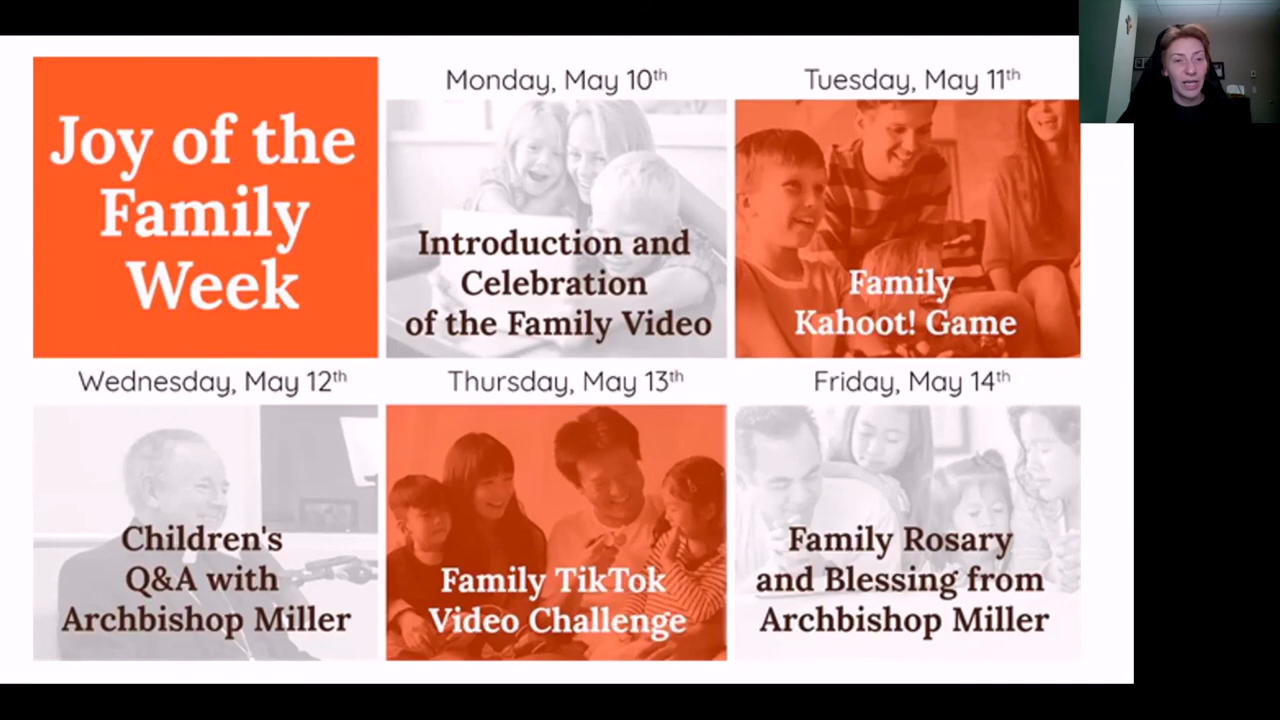 Joy of the
Family
Week
Monday, May 10th
Introduction and
Celebration
of the Family Video
Tuesday, May 11th
Family
Kahoot! Game
Wednesday, May 12th
Children's
Q&A with
Archbishop Miller
Thursday, May 13th
Family TikTok
Video Challenge
Friday, May 14th
Family Rosary
and Blessing from
Archbishop Miller